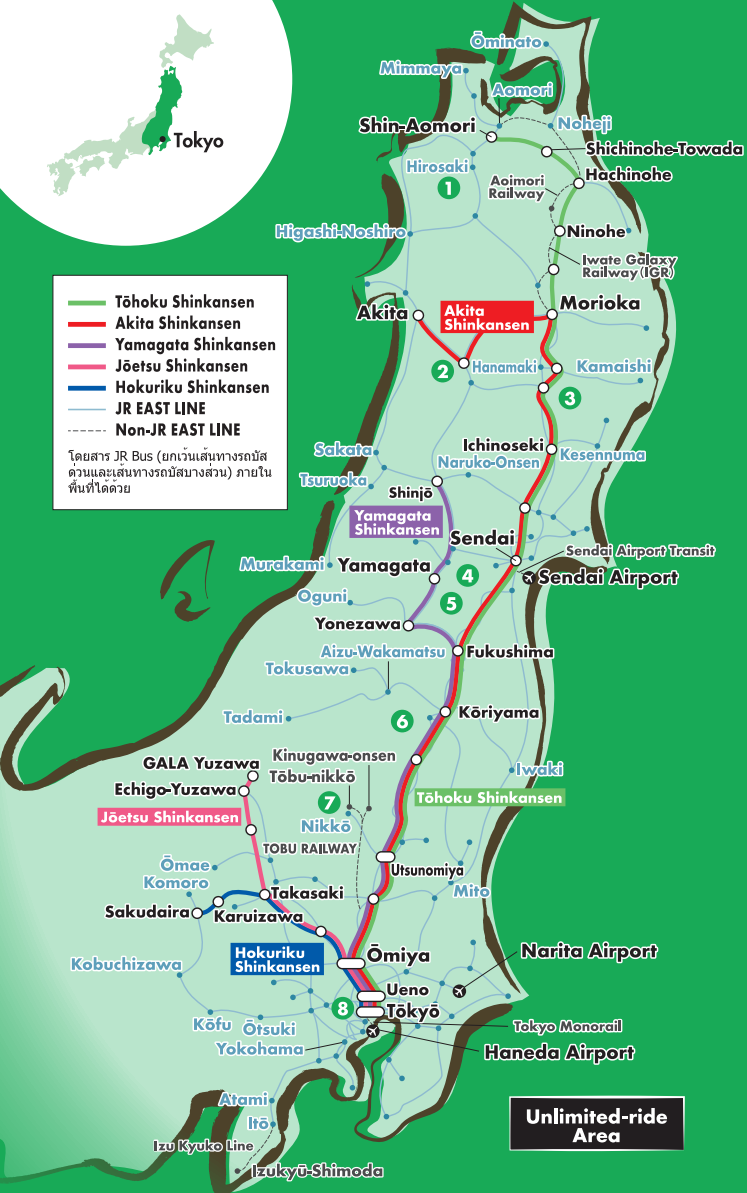 Tokyo
Ōminato
Mimmaya
Aomori
Shin-Aomori
Noheji
Shichinohe-Towada
Hirosaki
Hachinohe
1
Aoimori
Railway
Higashi-Noshiro
Ninohe
Iwate Galaxy
Railway (IGR)
Tōhoku Shinkansen
Akita Shinkansen
Yamagata Shinkansen
Jōetsu Shinkansen
Hokuriku Shinkansen
JR EAST LINE
Non-JR EAST LINE
โดยสาร JR Bus (ยกเว้นเส้นทางรถบัส
ด่วนและเส้นทางรถบัสบางส่วน) ภายใน
พื้นที่ได้ด้วย
Akita
Akita
Shinkansen
Morioka
2
Hanamaki
Kamaishi
3
Sakata
Ichinoseki
Naruko-Onsen
Kesennuma
Tsuruoka
Shinjō
Yamagata
Shinkansen
Sendai
Sendai Airport Transit
Murakami
Yamagata
4
Sendai Airport
Oguni
5
Yonezawa
Aizu-Wakamatsu
Fukushima
Tokusawa
Tadami
6
Kōriyama
GALA Yuzawa
Kinugawa-onsen
Tōbu-nikkō
Iwaki
Echigo-Yuzawa
7
Tōhoku Shinkansen
Jōetsu Shinkansen
Nikkō
TOBU RAILWAY
Ōmae
Utsunomiya
Komoro
Takasaki
Mito
Sakudaira
Karuizawa
Hokuriku
Shinkansen
Ōmiya
Narita Airport
Kobuchizawa
Ueno
8
Tōkyō
Kōfu
Ōtsuki
Tokyo Monorail
Yokohama
Haneda Airport
Atami
Itō
Unlimited-ride
Area
Izu Kyuko Line
Izukyū-Shimoda